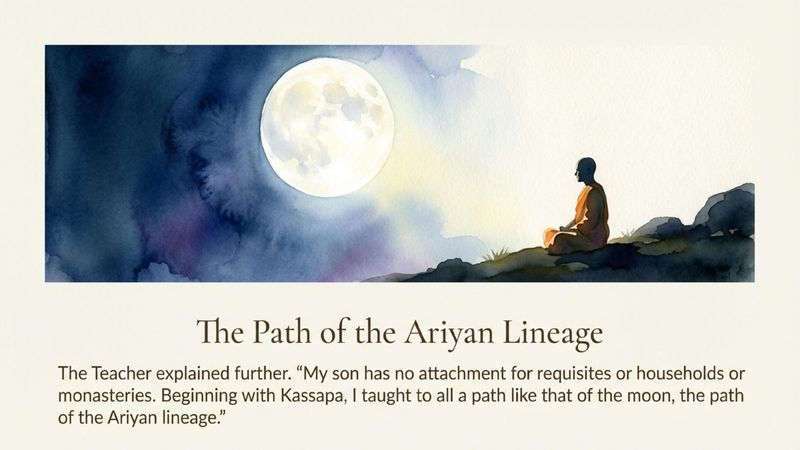 The Path of the Ariyan Lineage
The Teacher explained further. “My son has no attachment for requisites or households or
monasteries. Beginning with Kassapa, I taught to all a path like that of the moon, the path
of the Ariyan lineage.”